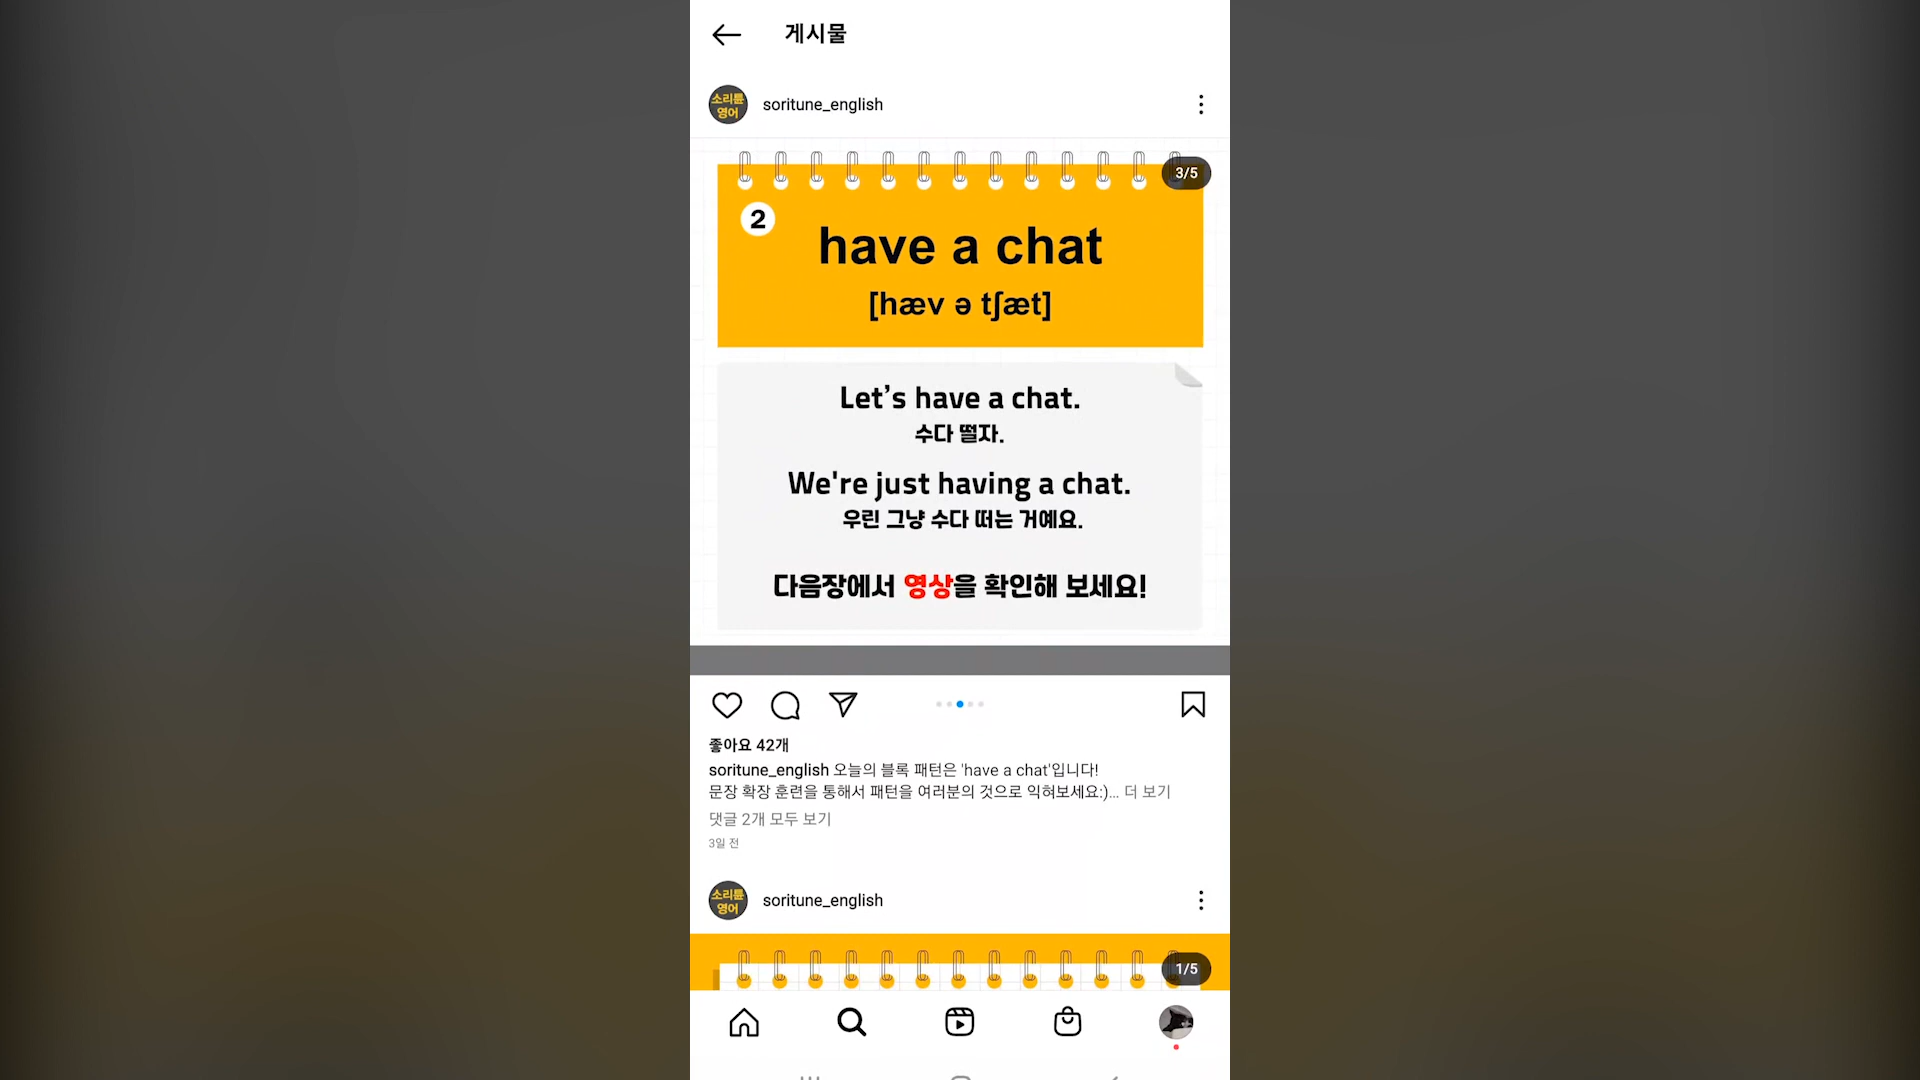 게시물
소리튠
영어
soritune_english
3/5
2
have a chat
[hæv ə tʃæt]
Let’s have a chat.
수다 떨자.
We're just having a chat.
우린 그냥 수다 떠는 거예요.
다음장에서 영상을 확인해 보세요!
좋아요 42개
soritune_english 오늘의 블록 패턴은 'have a chat'입니다!
문장 확장 훈련을 통해서 패턴을 여러분의 것으로 익혀보세요:)... 더 보기
댓글 2개 모두 보기
3일 전
소리튠
영어
soritune_english
1/5